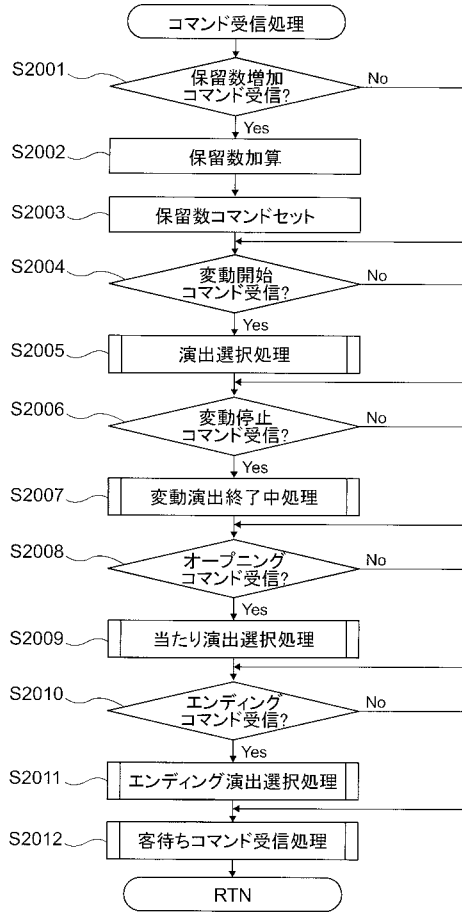 コマンド受信処理
S2001
保留数増加
コマンド受信?
No
Yes
S2002
保留数加算
S2003
保留数コマンドセット
S2004
変動開始
コマンド受信?
No
Yes
S2005
演出選択処理
S2006
変動停止
コマンド受信?
No
Yes
S2007
変動演出終了中処理
S2008
オープニング
コマンド受信?
No
Yes
S2009
当たり演出選択処理
S2010
エンディング
コマンド受信?
No
Yes
S2011
エンディング演出選択処理
S2012
客待ちコマンド受信処理
RTN